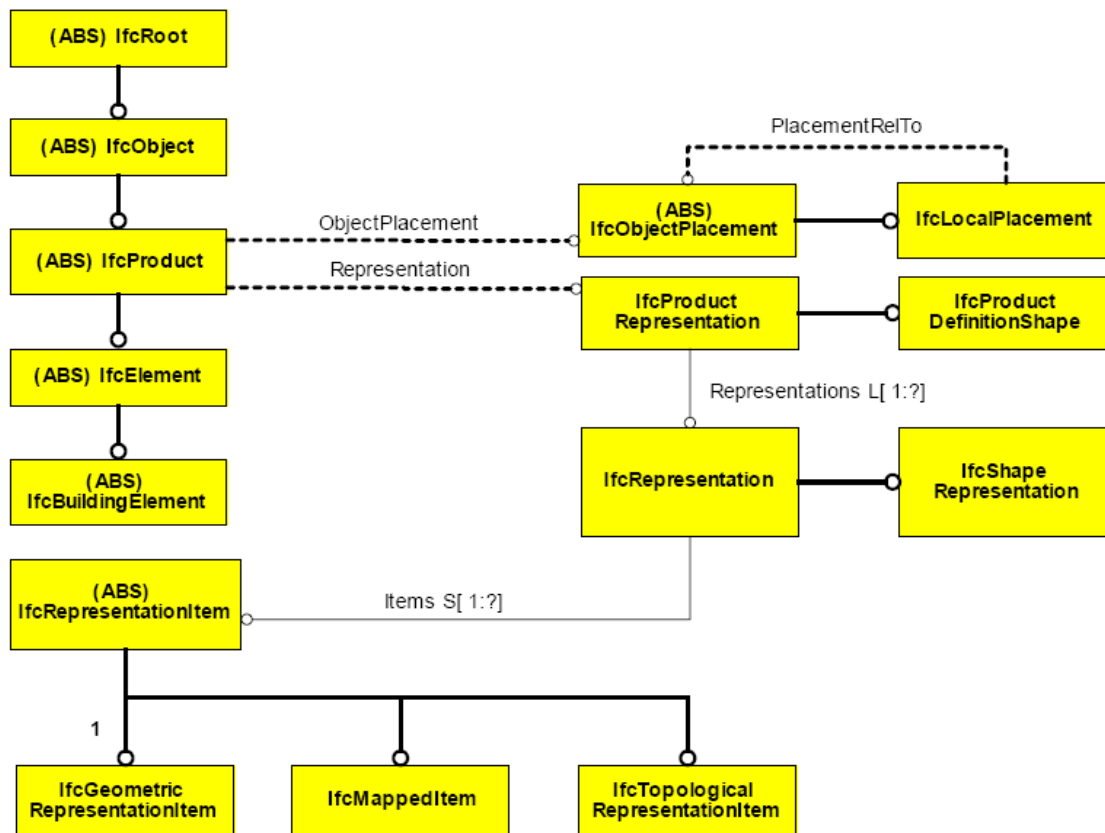 (ABS) IfcRoot
(ABS) IfcObject
PlacementRelTo
(ABS)
IfcObjectPlacement
IfcLocalPlacement
ObjectPlacement
(ABS) IfcProduct
Representation
IfcProduct
Representation
IfcProduct
DefinitionShape
(ABS) IfcElement
Representations L[ 1:?]
(ABS)
IfcBuildingElement
IfcRepresentation
IfcShape
Representation
(ABS)
IfcRepresentationItem
Items S[ 1:?]
1
IfcGeometric
RepresentationItem
IfcMappedItem
IfcTopological
RepresentationItem